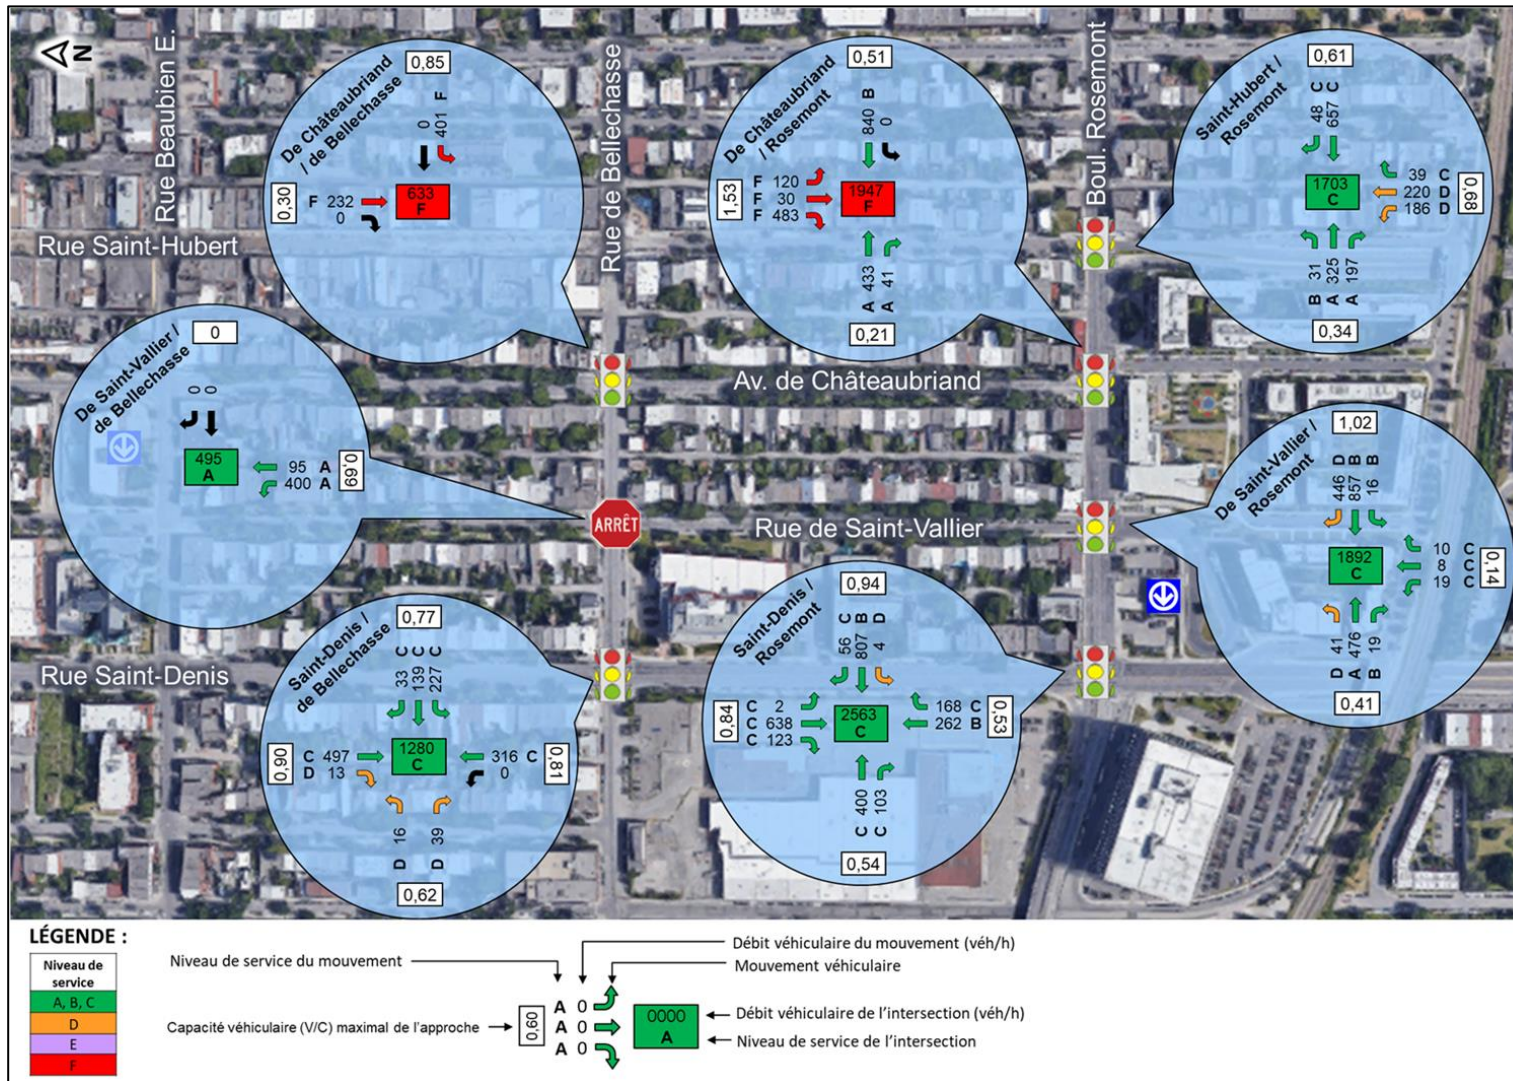 N
Rue Beaubien E.
Rue de Bellechasse
Boul. Rosemont
Rue Saint-Hubert
Av. de Châteaubriand
Rue de Saint-Vallier
Rue Saint-Denis
ARRÊT
De Châteaubriand
/ de Bellechasse
0,85
F
0 401
0,30
F 232
0
633
F
De Châteaubriand
/ Rosemont
0,51
B
840 0
1,53
F 120
F 30
F 483
1947
F
433 41
A A
0,21
Saint-Hubert /
Rosemont
0,61
C C
48 657
1703
C
39 C
220 D
186 D
0,68
31 325 197
B A A
0,34
De Saint-Vallier /
de Bellechasse
0
0 0
495
A
95 A
400 A
0,69
De Saint-Vallier /
Rosemont
1,02
D B B
446 857 16
1892
C
10 C
8 C
19 C
0,14
41 476 19
D A B
0,41
Saint-Denis /
de Bellechasse
0,77
C C C
33 139 227
0,90
C 497
D 13
1280
C
316 C
0
0,81
16 39
D D
0,62
Saint-Denis /
Rosemont
0,94
C B D
56 807 4
0,84
C 2
C 638
C 123
2563
C
168 C
262 B
0,53
400 103
C C
0,54
LÉGENDE :
Niveau de
service
A, B, C
D
E
F
Niveau de service du mouvement
Débit véhiculaire du mouvement (véh/h)
Mouvement véhiculaire
Capacité véhiculaire (V/C) maximal de l'approche
0,60
A 0
A 0
A 0
0000
A
Débit véhiculaire de l'intersection (véh/h)
Niveau de service de l'intersection